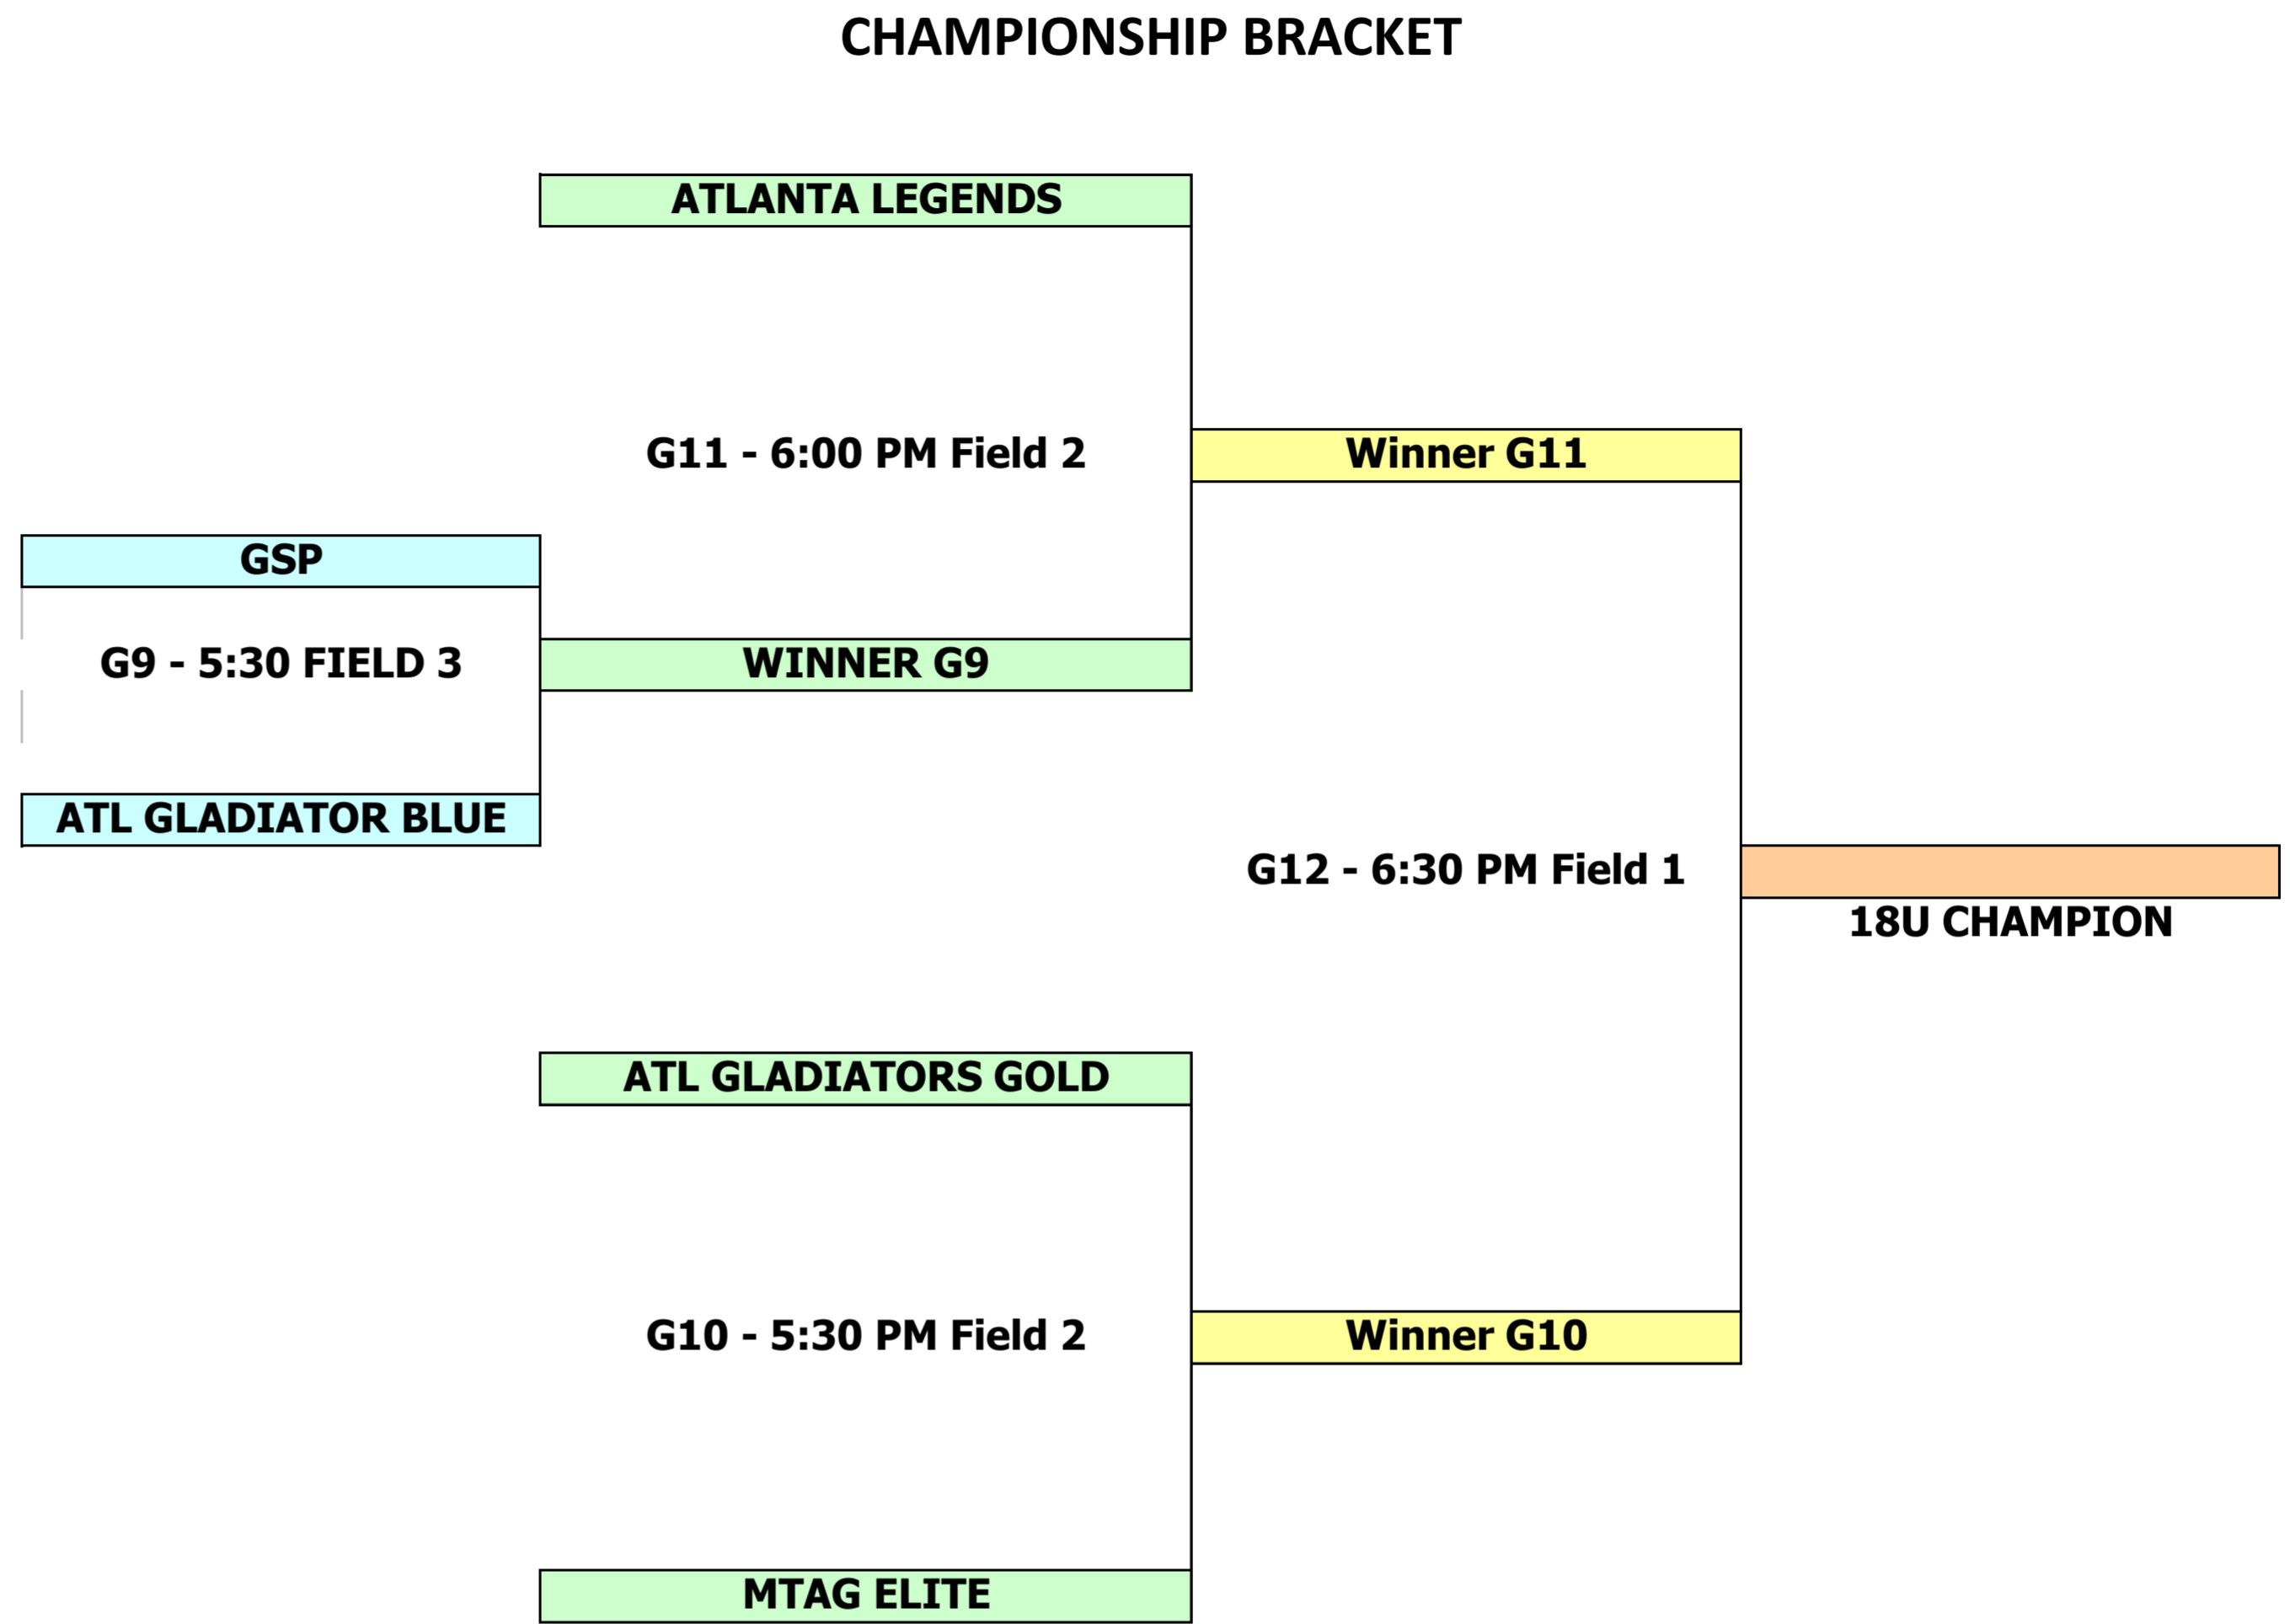 CHAMPIONSHIP BRACKET
ATLANTA LEGENDS
G11 - 6:00 PM Field 2
Winner G11
GSP
G9 - 5:30 FIELD 3
WINNER G9
ATL GLADIATOR BLUE
G12 - 6:30 PM Field 1
18U CHAMPION
ATL GLADIATORS GOLD
G10 - 5:30 PM Field 2
Winner G10
MTAG ELITE